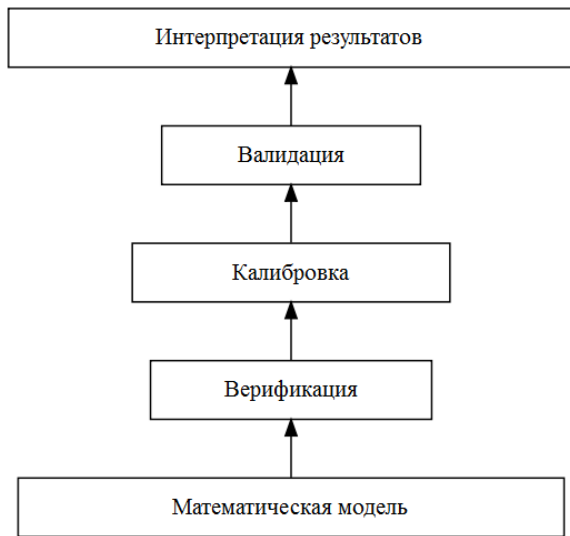 Интерпретация результатов
Валидация
Калибровка
Верификация
Математическая модель